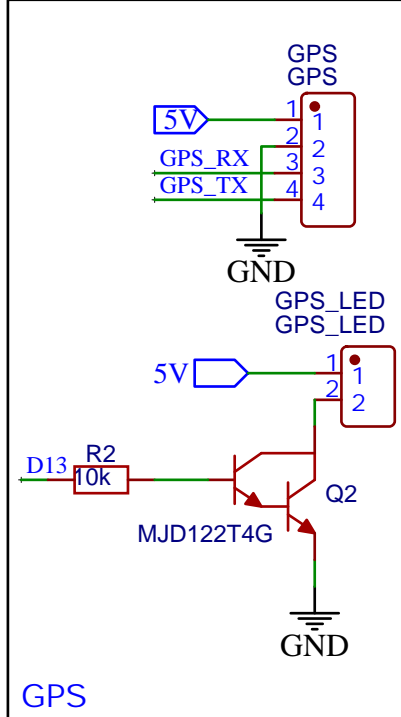 GPS
GPS
5V
1 1
2 2
GPS_RX 3 3
GPS_TX 4 4
GND
GPS_LED
GPS_LED
5V
1 1
2 2
D13
R2
10k
Q2
MJD122T4G
GND
GPS